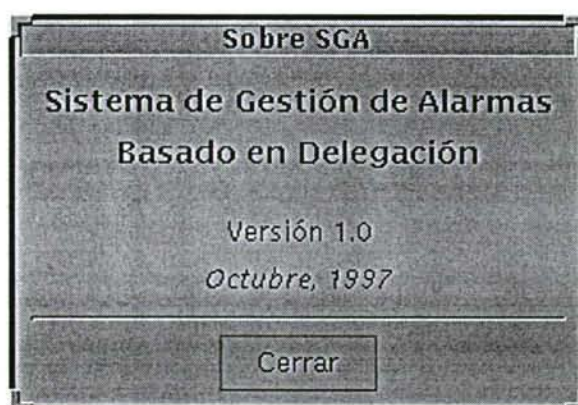 Sobre SGA
Sistema de Gestión de Alarmas
Basado en Delegación
Versión 1.0
Octubre, 1997
Cerrar